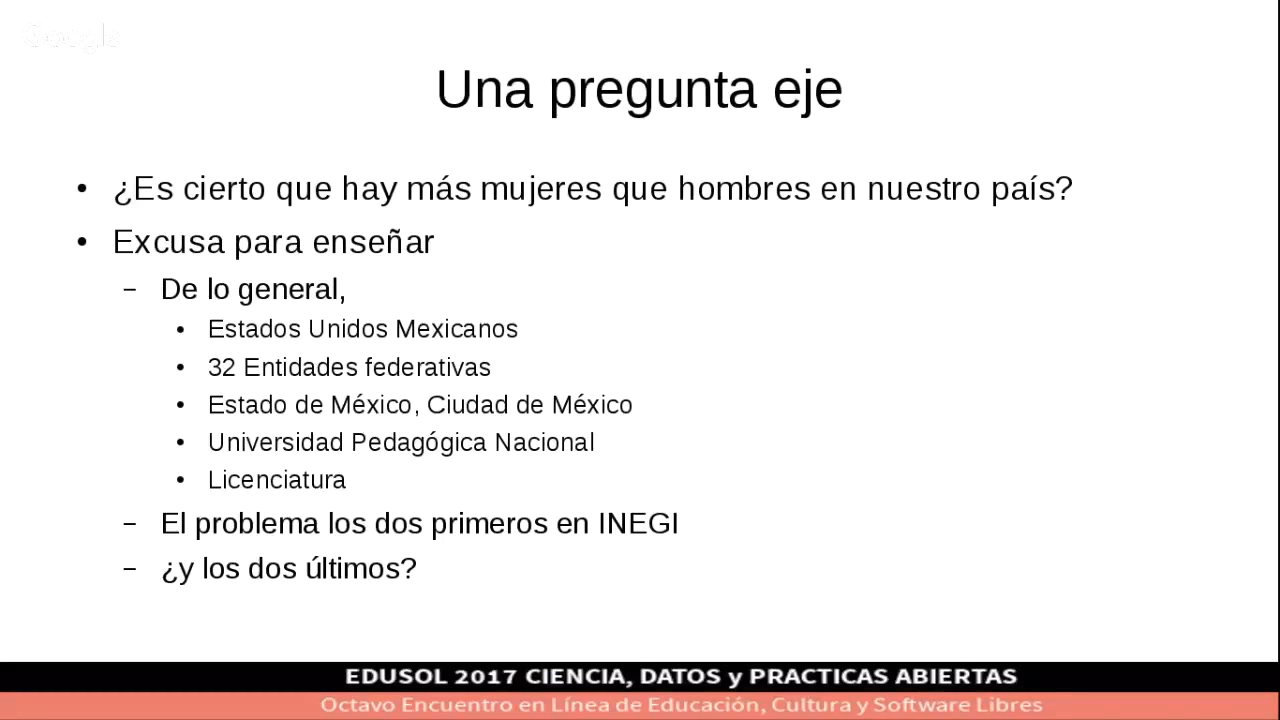 Google
Una pregunta eje
• ¿Es cierto que hay más mujeres que hombres en nuestro país?
• Excusa para enseñar
– De lo general,
• Estados Unidos Mexicanos
• 32 Entidades federativas
• Estado de México, Ciudad de México
• Universidad Pedagógica Nacional
• Licenciatura
– El problema los dos primeros en INEGI
– ¿y los dos últimos?
EDUSOL 2017 CIENCIA, DATOS y PRACTICAS ABIERTAS
Octavo Encuentro en Línea de Educación, Cultura y Software Libres